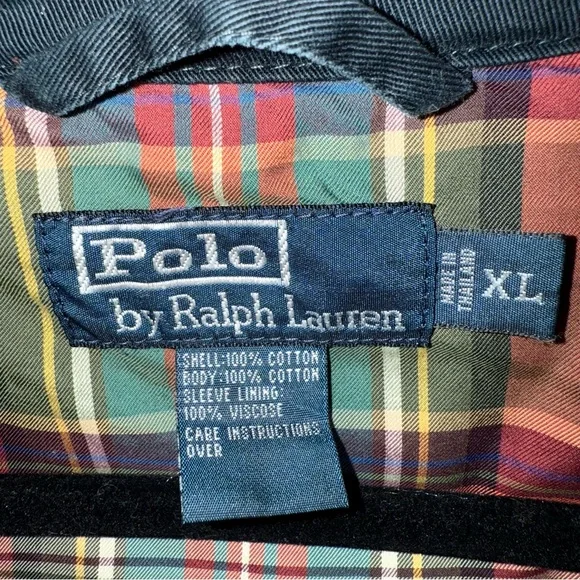 Polo
by Ralph Lauren
MADE IN
THAILAND
XL
SHELL:100% COTTON
BODY:100% COTTON
SLEEVE LINING:
100% VISCOSE
CARE INSTRUCTIONS
OVER